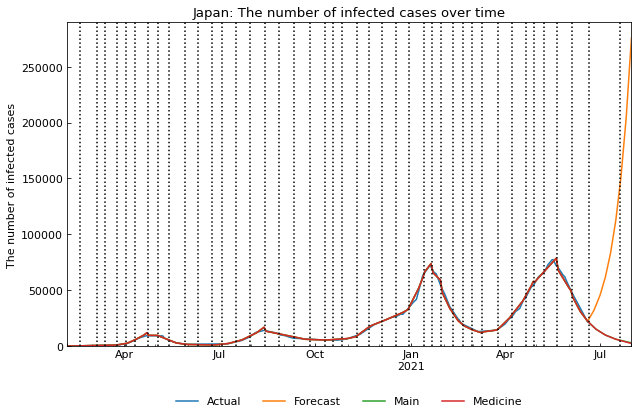 Japan: The number of infected cases over time
The number of infected cases
250000
200000
150000
100000
50000
0
Apr Jul Oct Jan Apr Jul
2021
Actual Forecast Main Medicine